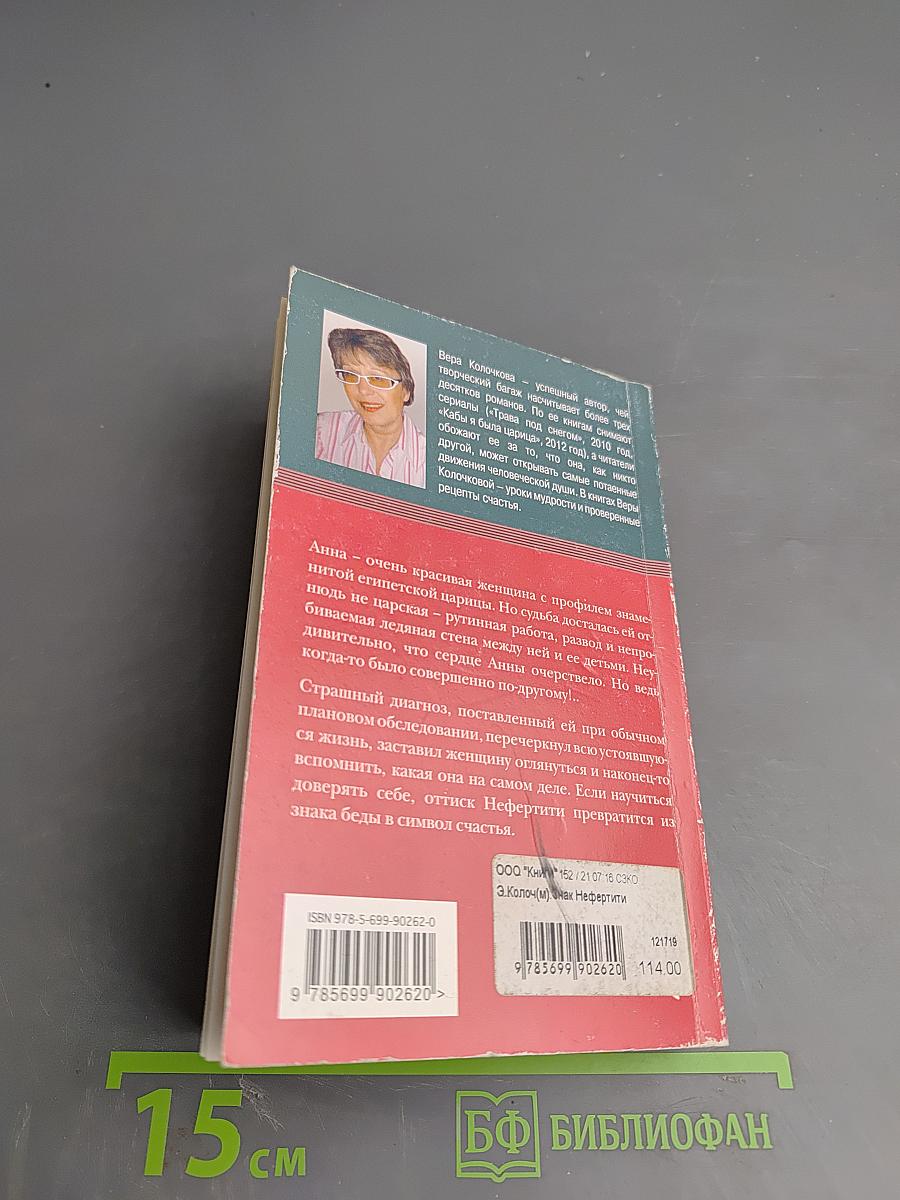 Вера Колочкова – успешный автор, чей
творческий багаж насчитывает более трех
десятков романов. По ее книгам снимают
сериалы («Трава под снегом», 2010 год,
«Кабы я была царица», 2012 год), а читатели
обожают ее за то, что она, как никто
другой, может открывать самые потаенные
движения человеческой души. В книгах Веры
Колочковой – уроки мудрости и проверенные
рецепты счастья.
Анна – очень красивая женщина с профилем знаме-
нитой египетской царицы. Но судьба досталась ей от-
нюдь не царская – рутинная работа, развод и непро-
биваемая ледяная стена между ней и ее детьми. Неу-
дивительно, что сердце Анны очерствело. Но ведь
когда-то было совершенно по-другому!..
Страшный диагноз, поставленный ей при обычном
плановом обследовании, перечеркнул всю устоявшую-
ся жизнь, заставил женщину оглянуться и наконец-то
вспомнить, какая она на самом деле. Если научиться
доверять себе, оттиск Нефертити превратится из
знака беды в символ счастья.
ООО "Книги" 152 / 21 07 16 СЭКО
Э.Колоч(м).Знак Нефертити
121719
9 785699 902620
114.00
ISBN 978-5-699-90262-0
9 785699 902620 >
15 см
БФ БИБЛИОФАН